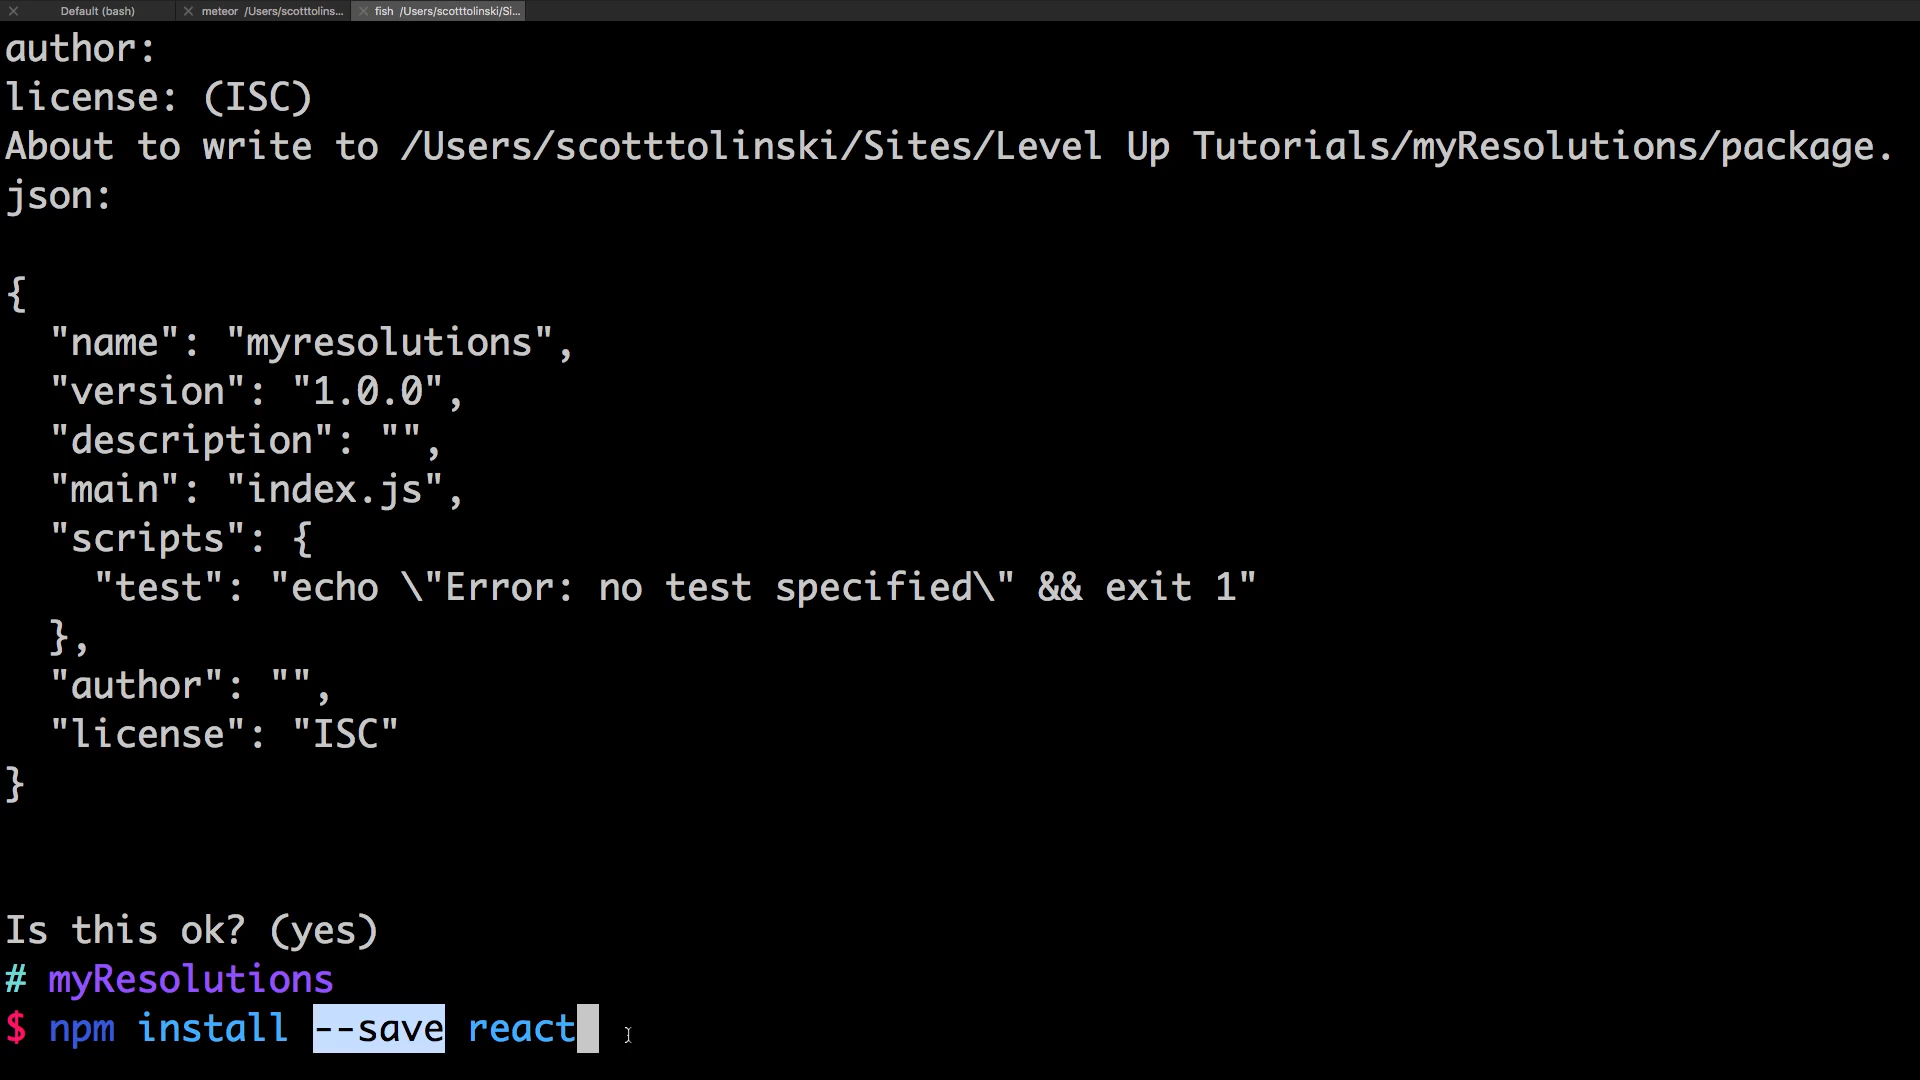 Default (bash)
meteor /Users/scotttolins...
fish /Users/scotttolinski/Si...
author:
license: (ISC)
About to write to /Users/scotttolinski/Sites/Level Up Tutorials/myResolutions/package.
json:
{
  "name": "myresolutions",
  "version": "1.0.0",
  "description": "",
  "main": "index.js",
  "scripts": {
    "test": "echo \"Error: no test specified\" && exit 1"
  },
  "author": "",
  "license": "ISC"
}
Is this ok? (yes)
# myResolutions
$ npm install --save react